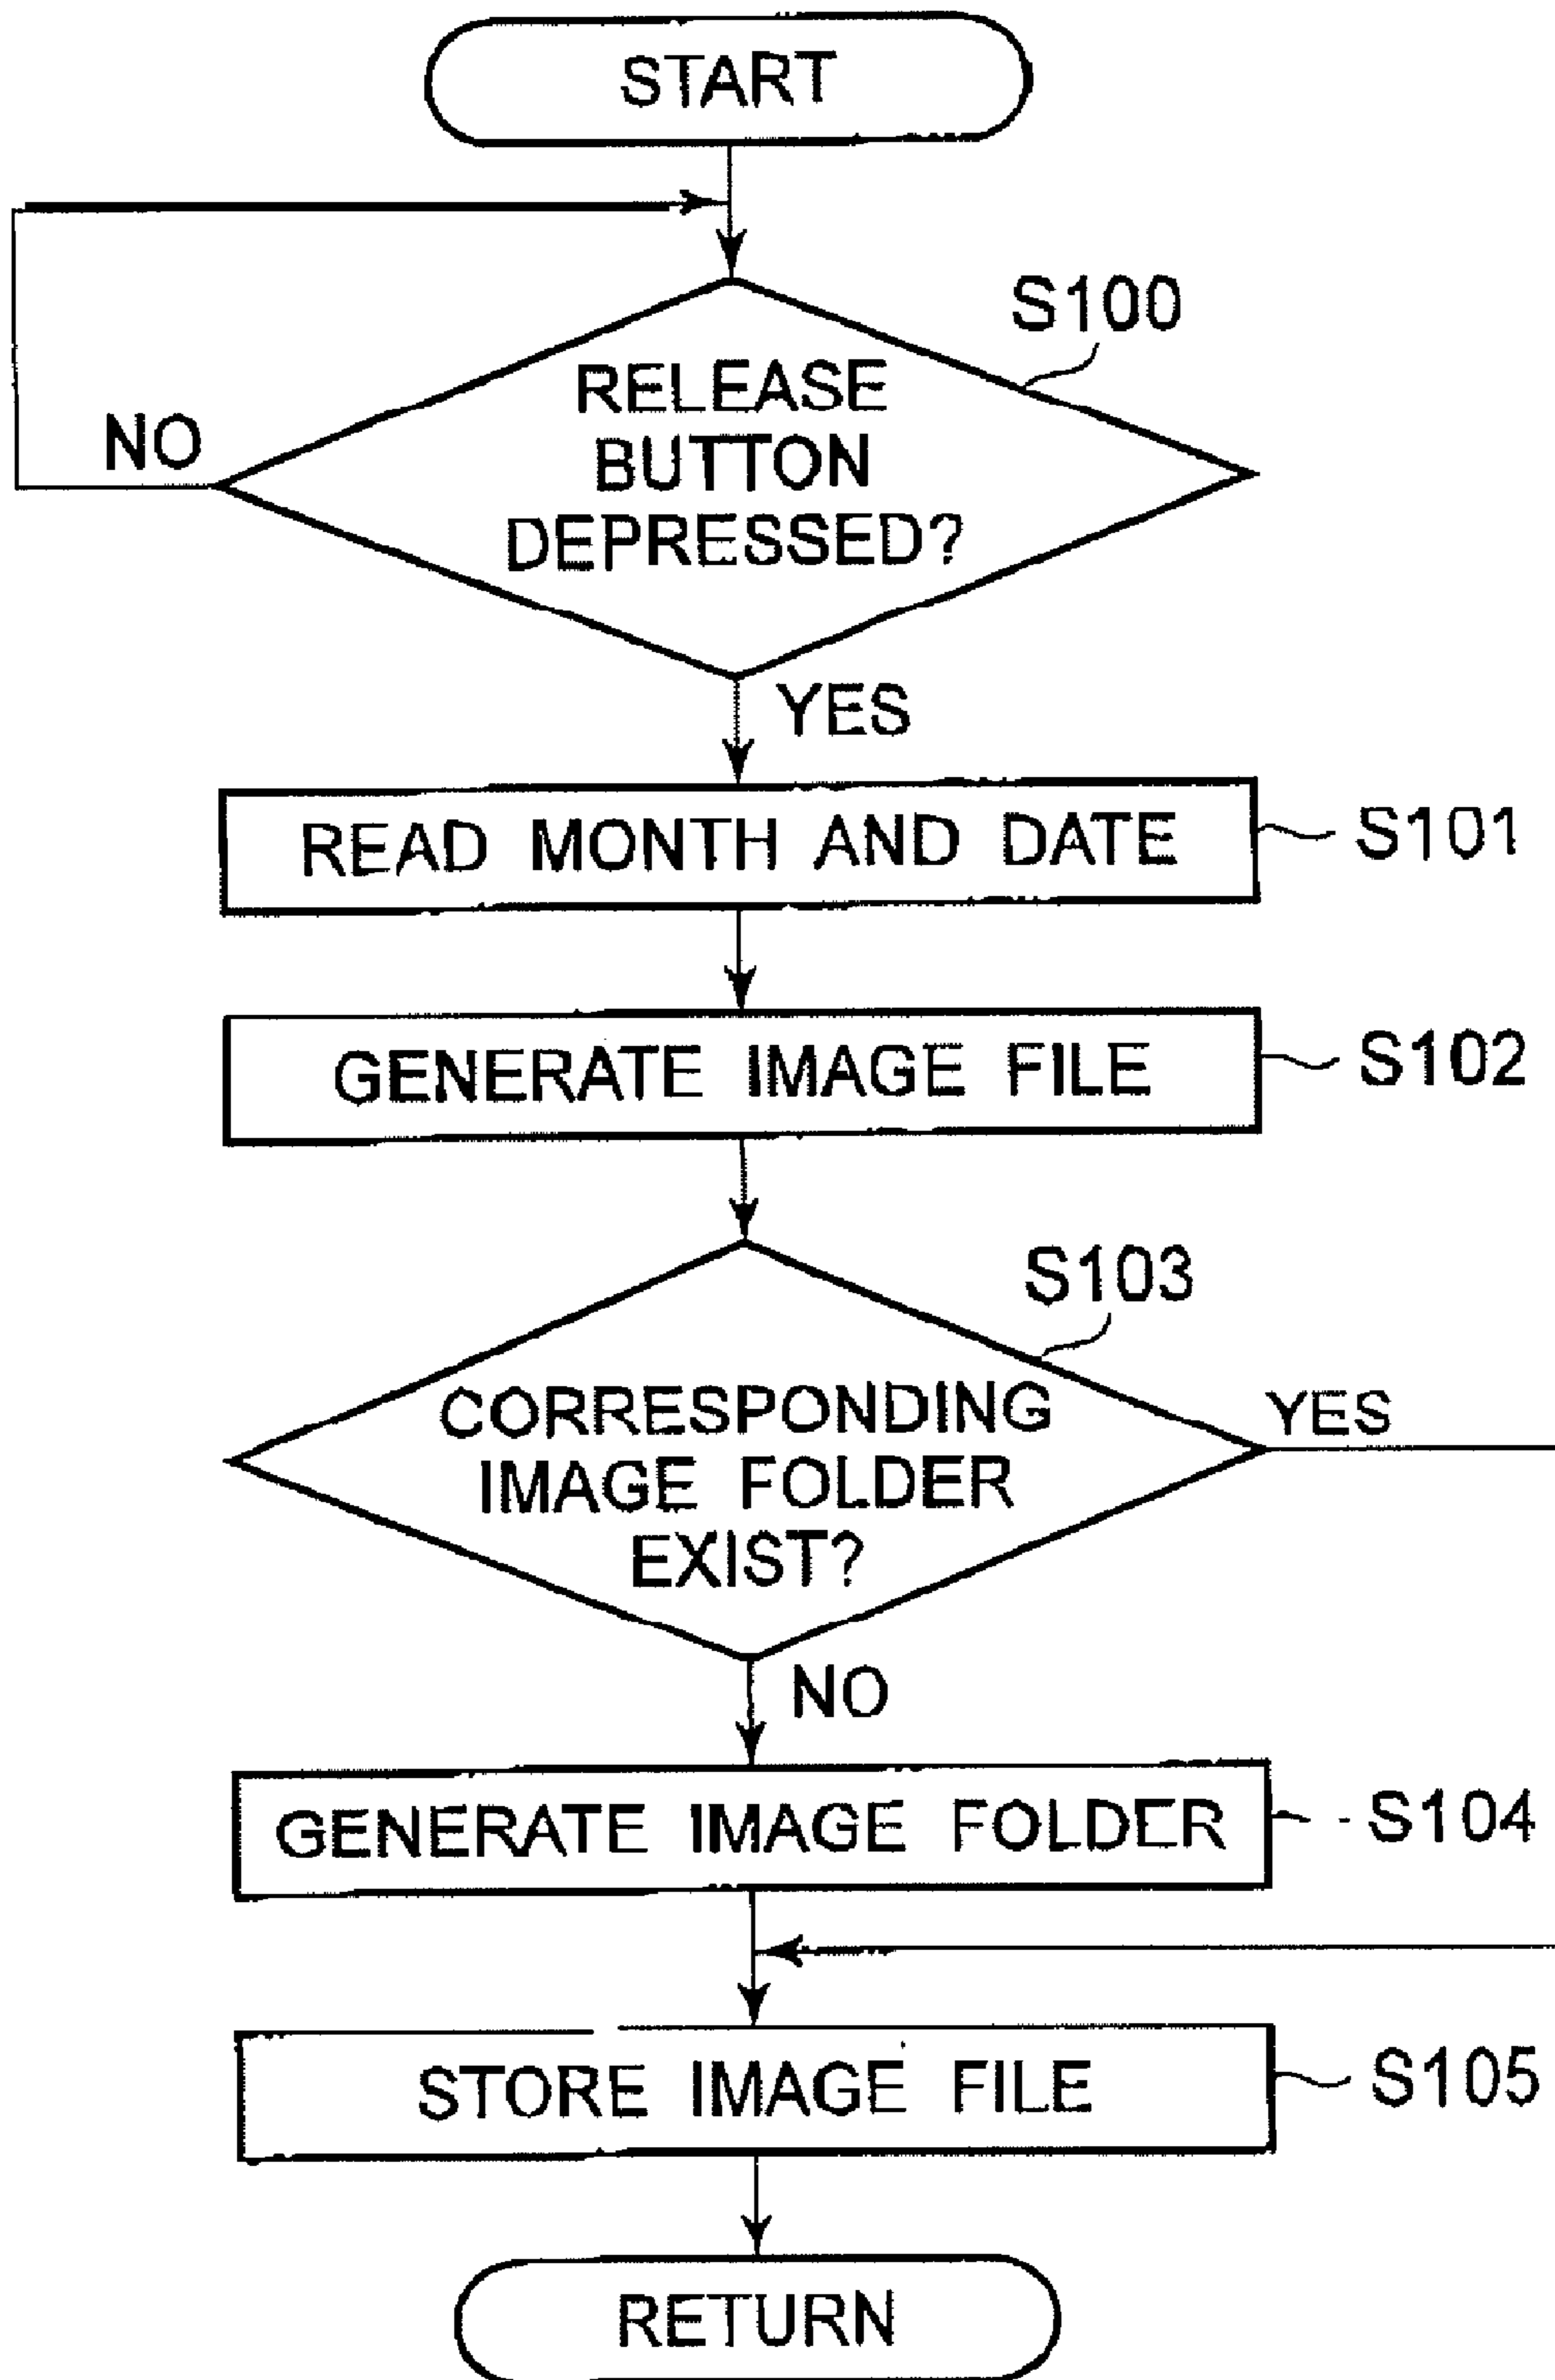 START
S100
RELEASE
BUTTON
DEPRESSED?
NO
YES
READ MONTH AND DATE
S101
GENERATE IMAGE FILE
S102
S103
CORRESPONDING
IMAGE FOLDER
EXIST?
YES
NO
GENERATE IMAGE FOLDER
S104
STORE IMAGE FILE
S105
RETURN